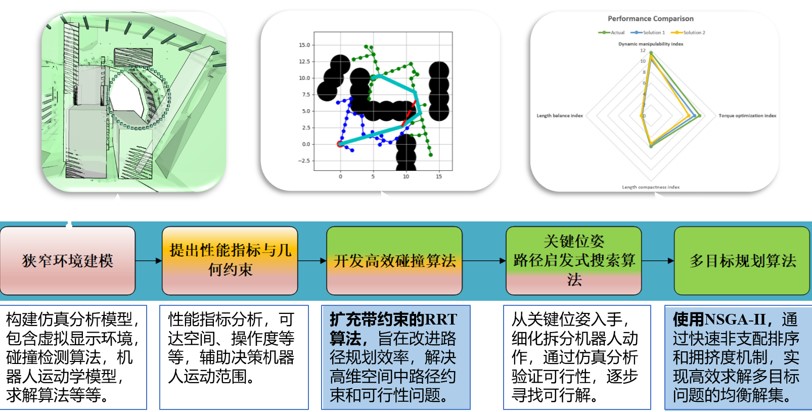 Performance Comparison
Actual Solution 1 Solution 2
Dynamic manipulability index
Torque optimization index
Length compactness index
Length balance index
12
10
8
6
4
2
0
15.0
12.5
10.0
7.5
5.0
2.5
0.0
-2.5
0 5 10 15
狭窄环境建模
提出性能指标与几
何约束
开发高效碰撞算法
关键位姿
路径启发式搜索算
法
多目标规划算法
构建仿真分析模型，
包含虚拟显示环境，
碰撞检测算法，机
器人运动学模型，
求解算法等等。
性能指标分析，可
达空间、操作度等
等，辅助决策机器
人运动范围。
扩充带约束的RRT
算法，旨在改进路
径规划效率，解决
高维空间中路径约
束和可行性问题。
从关键位姿入手，
细化拆分机器人动
作，通过仿真分析
验证可行性，逐步
寻找可行解。
使用NSGA-II，通
过快速非支配排序
和拥挤度机制，实
现高效求解多目标
问题的均衡解集。